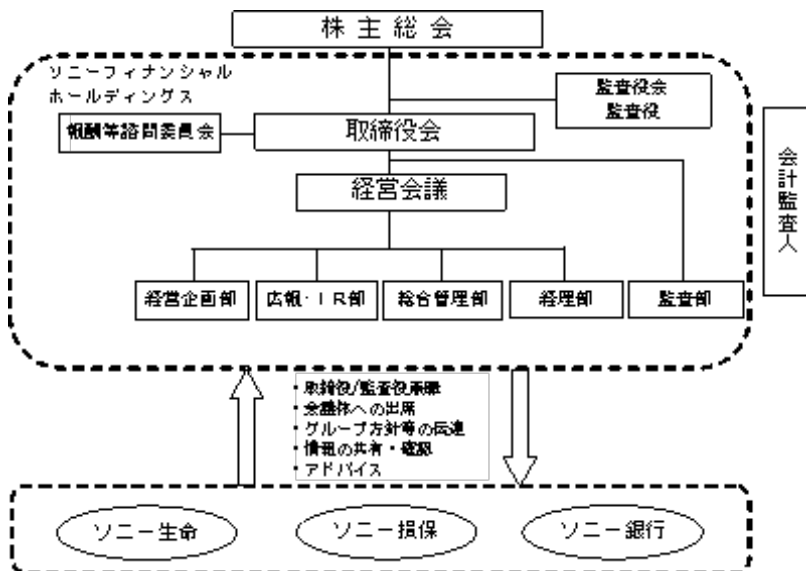 株主総会
ソニーフィナンシャル
ホールディングス
監査役会
監査役
報酬等諮問委員会
取締役会
会計監査人
経営会議
経営企画部
広報・IR部
総合管理部
経理部
監査部
・取締役/監査役兼職
・会議体への出席
・グループ方針等の伝達
・情報の共有・確認
・アドバイス
ソニー生命
ソニー損保
ソニー銀行